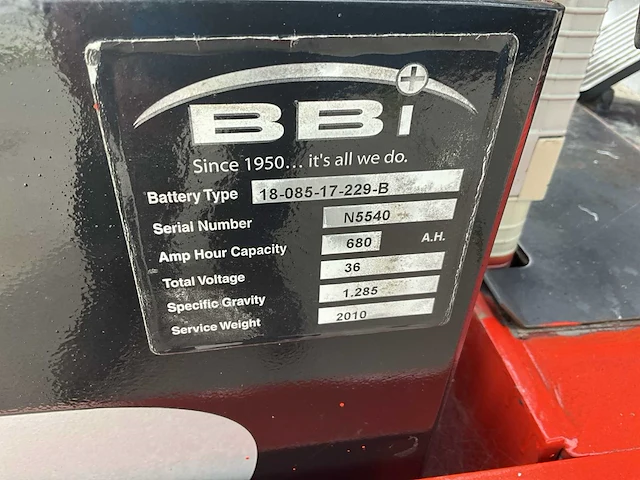 BBi
Since 1950... it's all we do.
Battery Type 18-085-17-229-B
Serial Number N5540
Amp Hour Capacity 680 A.H.
Total Voltage 36
Specific Gravity 1.285
Service Weight 2010